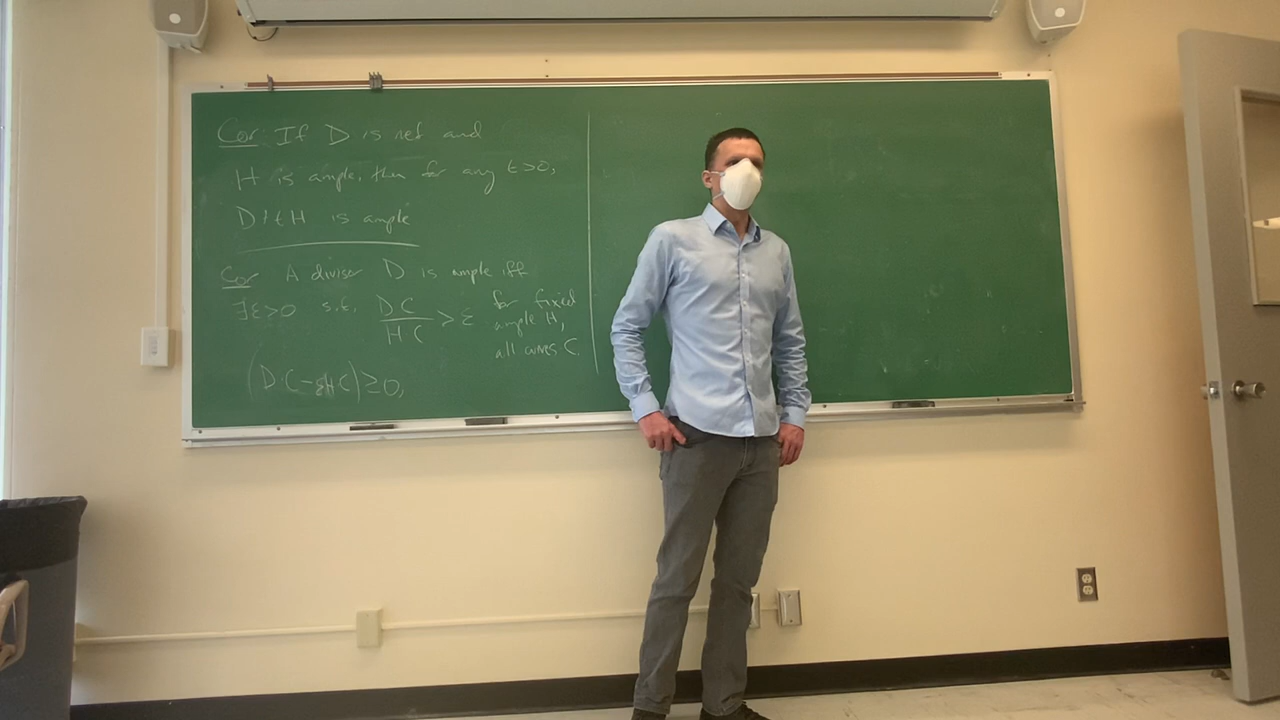 Cor: If D is nef and
H is ample, then for any t>0,
D+tH is ample
Cor A divisor D is ample iff
∃ε>0 s.t. D·C/H·C > ε for fixed
ample H,
all curves C.
(D·C-εH·C)≥0,